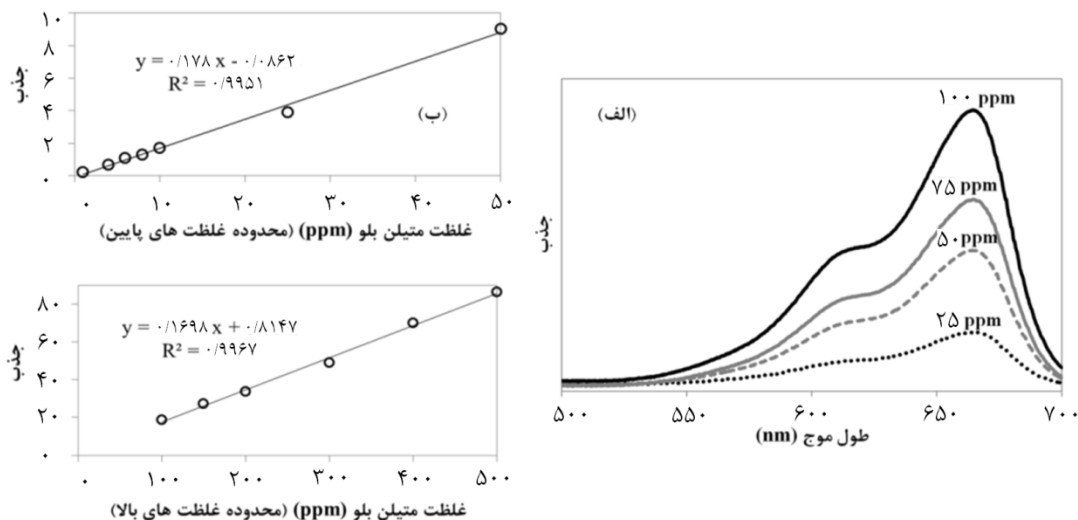 ۱۰
۸
۶
۴
۲
۰
جذب
y = ۰/۱۷۸ x - ۰/۰۸۶۲
R² = ۰/۹۹۵۱
(ب)
۰ ۱۰ ۲۰ ۳۰ ۴۰ ۵۰
غلظت متیلن بلو (ppm) (محدوده غلظت های پایین)
۸۰
۶۰
۴۰
۲۰
۰
جذب
y = ۰/۱۶۹۸ x + ۰/۸۱۴۷
R² = ۰/۹۹۶۷
۰ ۱۰۰ ۲۰۰ ۳۰۰ ۴۰۰ ۵۰۰
غلظت متیلن بلو (ppm) (محدوده غلظت های بالا)
(الف)
جذب
۱۰۰ ppm
۷۵ ppm
۵۰ppm
۲۵ ppm
۵۰۰ ۵۵۰ ۶۰۰ ۶۵۰ ۷۰۰
طول موج (nm)